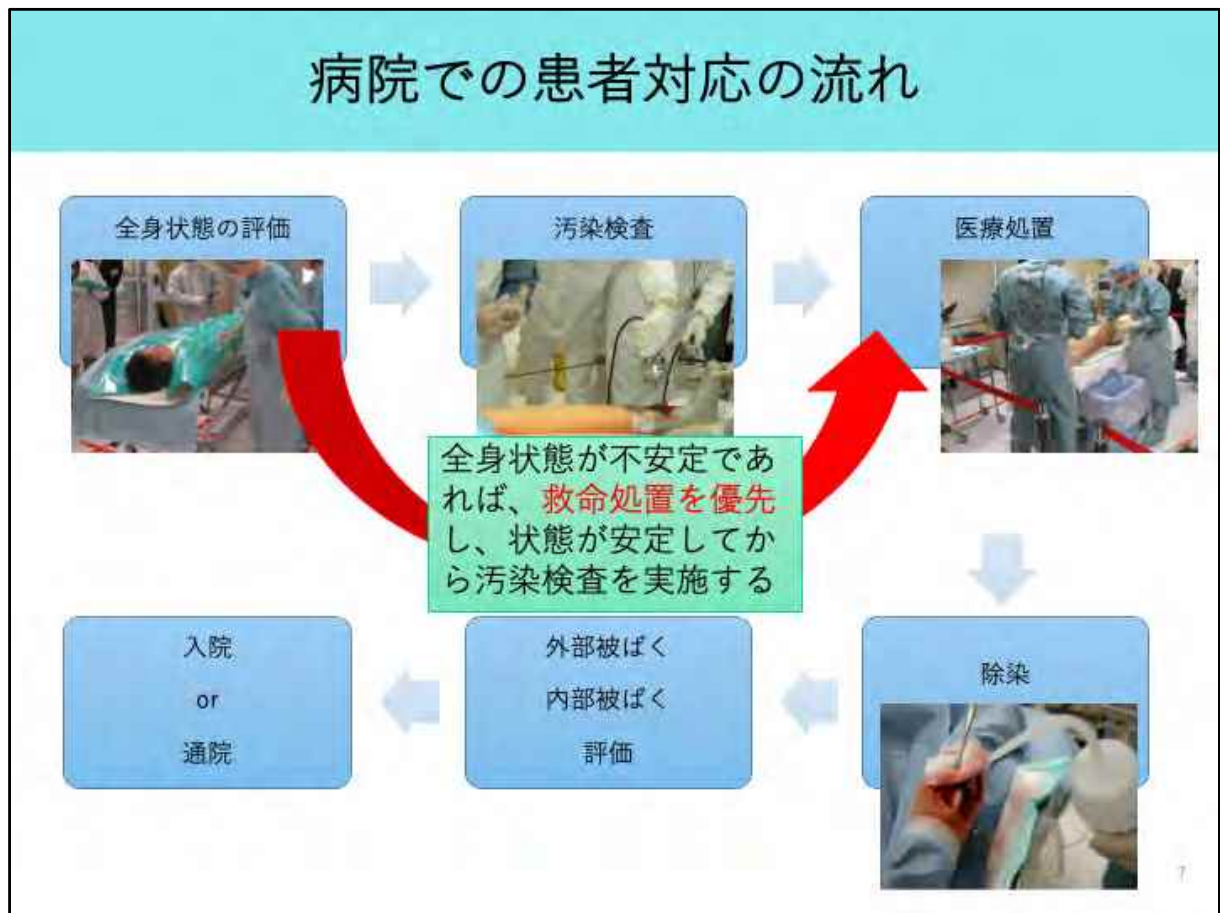 病院での患者対応の流れ
全身状態の評価
汚染検査
医療処置
全身状態が不安定であ
れば、救命処置を優先
し、状態が安定してか
ら汚染検査を実施する
除染
外部被ばく
内部被ばく
評価
入院
or
通院
7